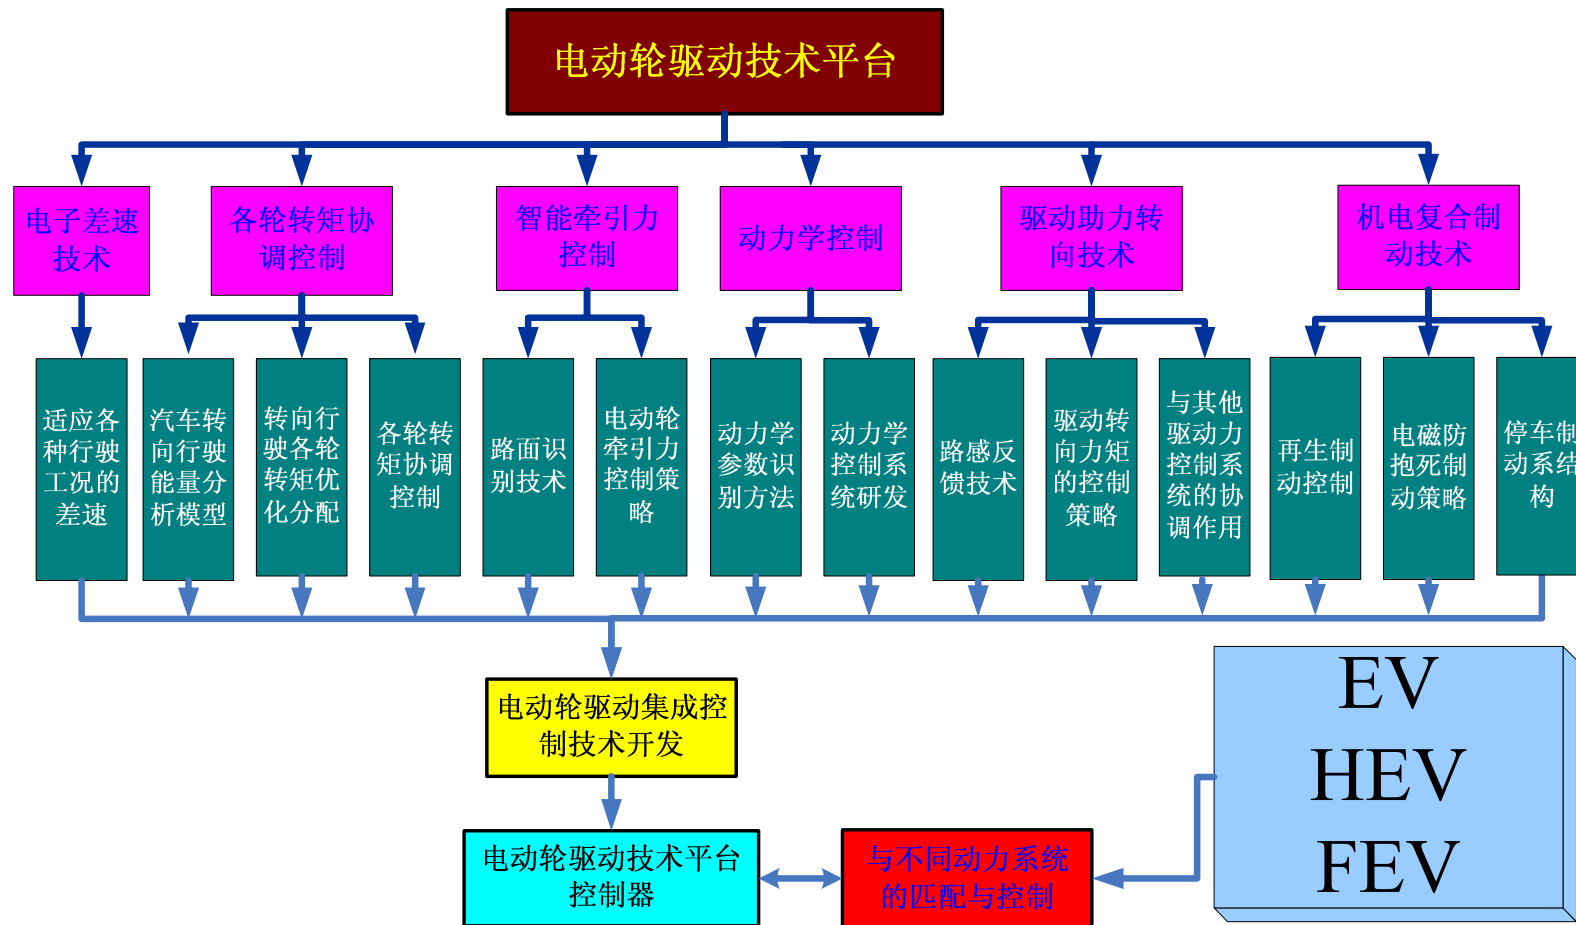 电动轮驱动技术平台
电子差速
技术
各轮转矩协
调控制
智能牵引力
控制
动力学控制
驱动助力转
向技术
机电复合制
动技术
适应各
种行驶
工况的
差速
汽车转
向行驶
能量分
析模型
转向行
驶各轮
转矩优
化分配
各轮转
矩协调
控制
路面识
别技术
电动轮
牵引力
控制策
略
动力学
参数识
别方法
动力学
控制系
统研发
路感反
馈技术
驱动转
向力矩
的控制
策略
与其他
驱动力
控制系
统的协
调作用
再生制
动控制
电磁防
抱死制
动策略
停车制
动系结
构
电动轮驱动集成控
制技术开发
电动轮驱动技术平台
控制器
与不同动力系统
的匹配与控制
EV
HEV
FEV